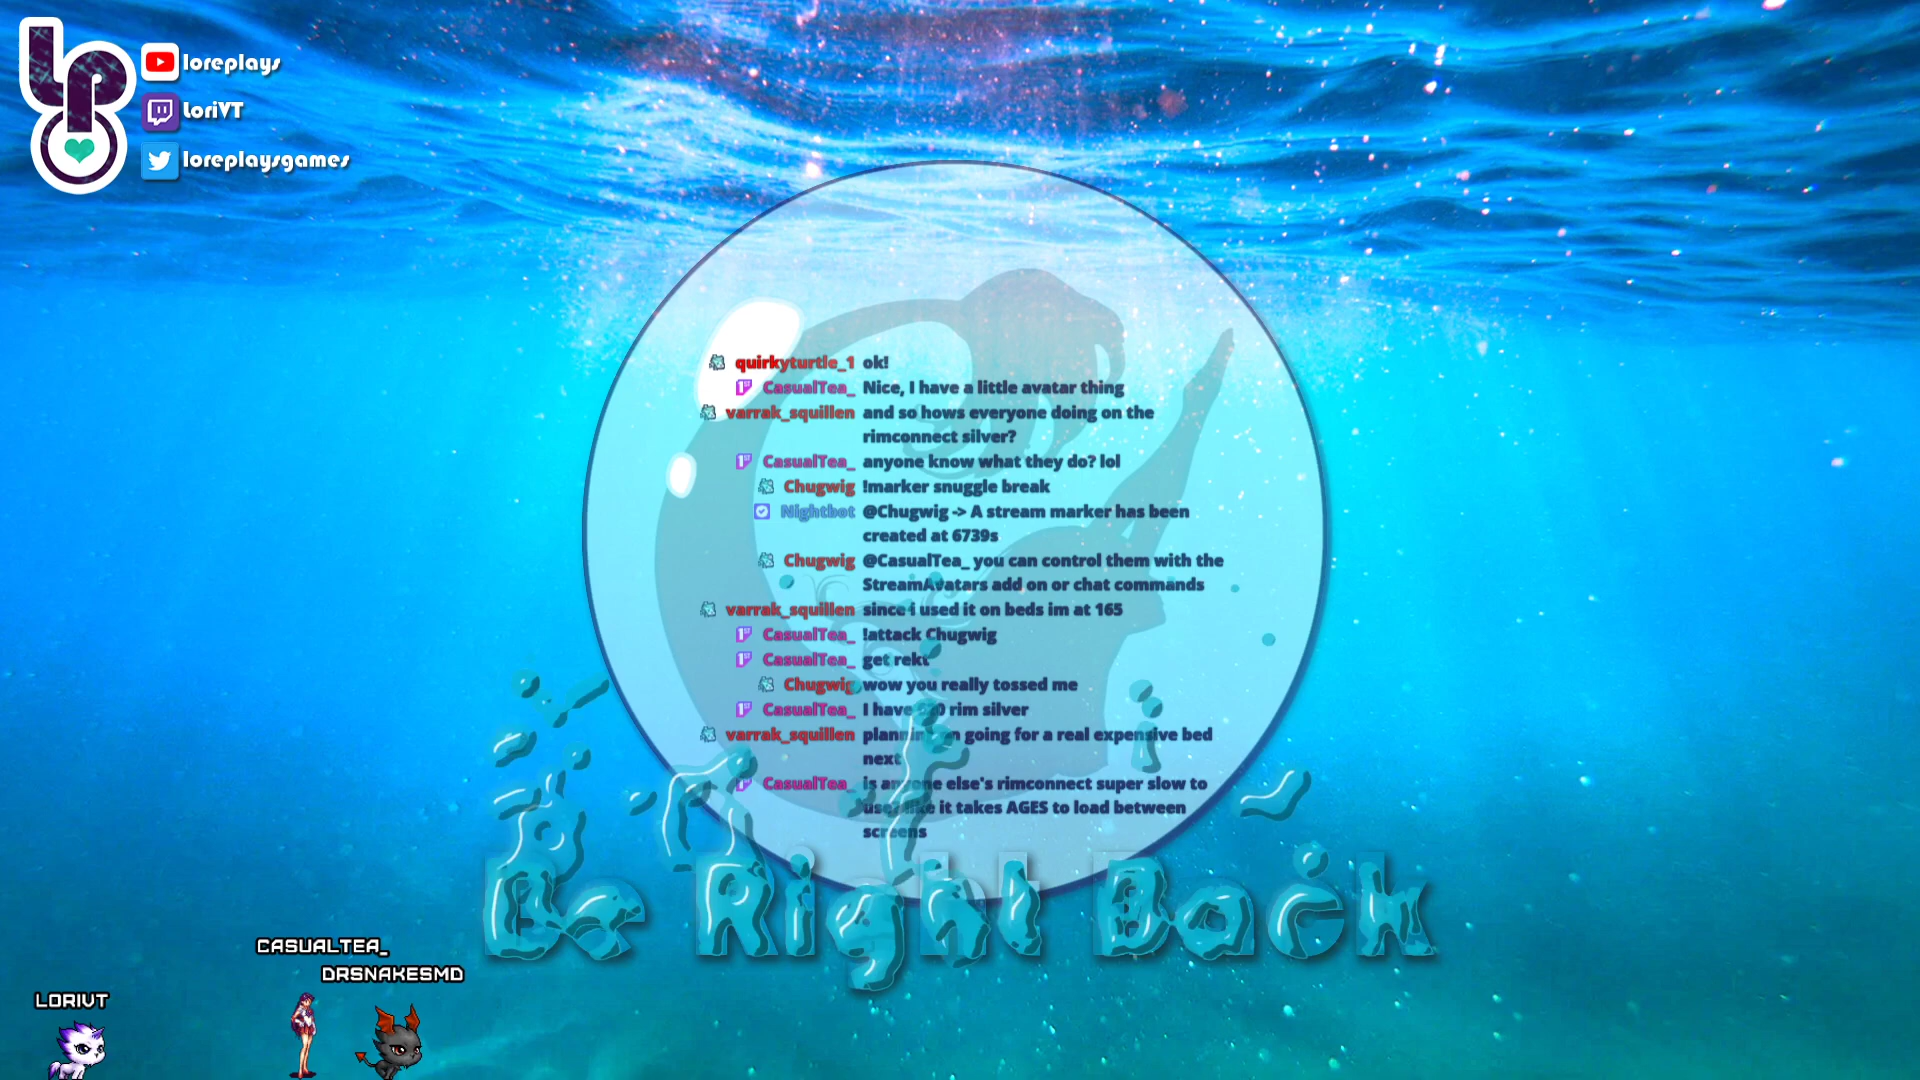 loreplays
LoriVT
loreplaysgames
quirkyturtle_1 ok!
CasualTea_ Nice, I have a little avatar thing
varrak_squillen and so hows everyone doing on the
rimconnect silver?
CasualTea_ anyone know what they do? lol
Chugwig !marker snuggle break
Nightbot @Chugwig -> A stream marker has been
created at 6739s
Chugwig @CasualTea_ you can control them with the
StreamAvatars add on or chat commands
varrak_squillen since i used it on beds im at 165
CasualTea_ !attack Chugwig
CasualTea_ get rekt
Chugwig wow you really tossed me
CasualTea_ I have rim silver
varrak_squillen going for a real expensive bed
next
CasualTea_ is anyone else's rimconnect super slow to
it takes AGES to load between
screens
Be Right Back
CASUALTEA_
DRSNAKESMD
LORIVT